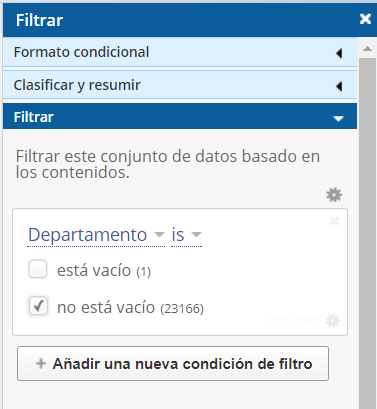 Filtrar
Formato condicional
Clasificar y resumir
Filtrar
Filtrar este conjunto de datos basado en
los contenidos.
Departamento is
está vacío (1)
no está vacío (23166)
opciones
+ Añadir una nueva condición de filtro